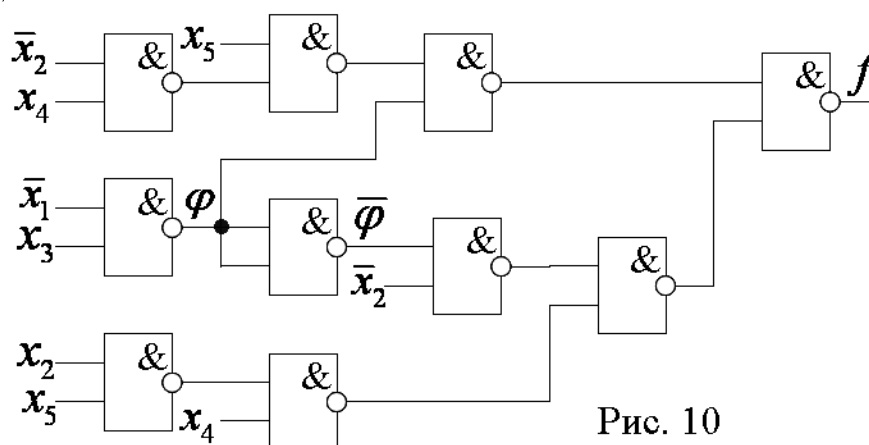 x̄₂ & x₅ & & & f
x₄
x̄₁ & φ & φ̄ & &
x₃ x̄₂
x₂ & &
x₅ x₄
Рис. 10